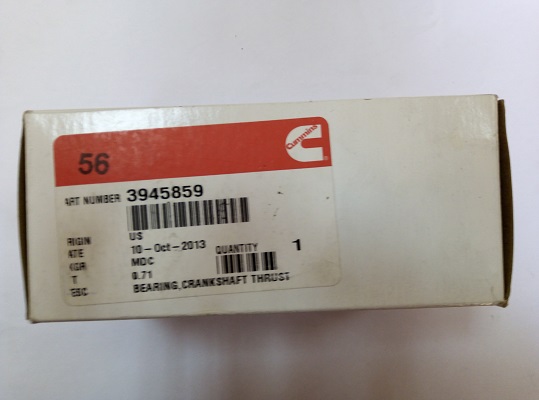 Cummins
56
ART NUMBER 3945859
RIGIN US
ATE 10-Oct-2013 QUANTITY 1
KGR MDC
T 0.71
ESC BEARING,CRANKSHAFT THRUST